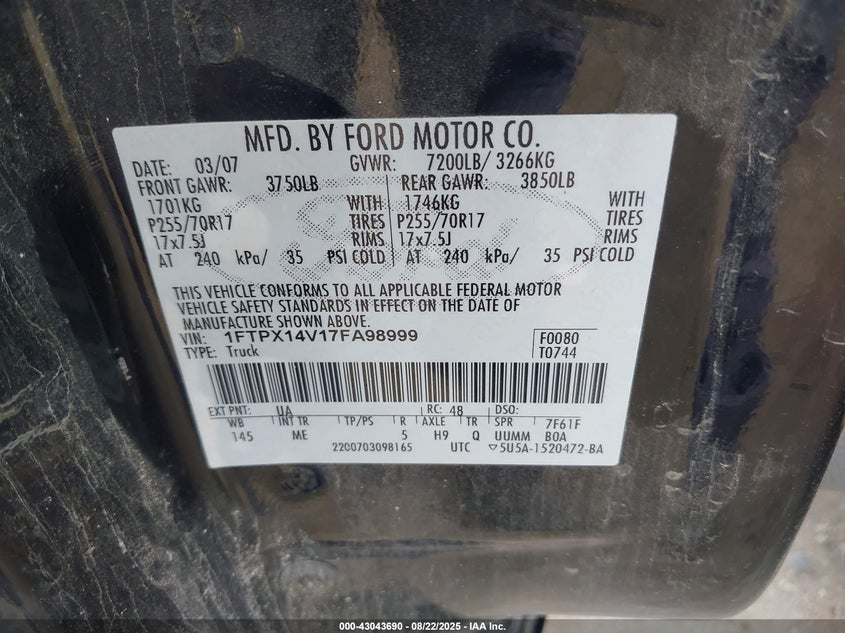 MFD. BY FORD MOTOR CO.
DATE: 03/07 GVWR: 7200LB/ 3266KG
FRONT GAWR: 3750LB REAR GAWR: 3850LB
1701KG WITH 1746KG WITH
P255/70R17 TIRES P255/70R17 TIRES
17x7.5J RIMS 17x7.5J RIMS
AT 240 kPa/ 35 PSI COLD AT 240 kPa/ 35 PSI COLD
THIS VEHICLE CONFORMS TO ALL APPLICABLE FEDERAL MOTOR
VEHICLE SAFETY STANDARDS IN EFFECT ON THE DATE OF
MANUFACTURE SHOWN ABOVE.
VIN: 1FTPX14V17FA98999 F0080
TYPE: Truck T0744
EXT PNT: UA RC: 48 DSO:
WB INT TR TP/PS R AXLE TR SPR 7F61F
145 ME 5 H9 Q UUMM BOA
2200703098165 UTC ▽5U5A-1520472-BA
000-43043690 - 08/22/2025 - IAA Inc.